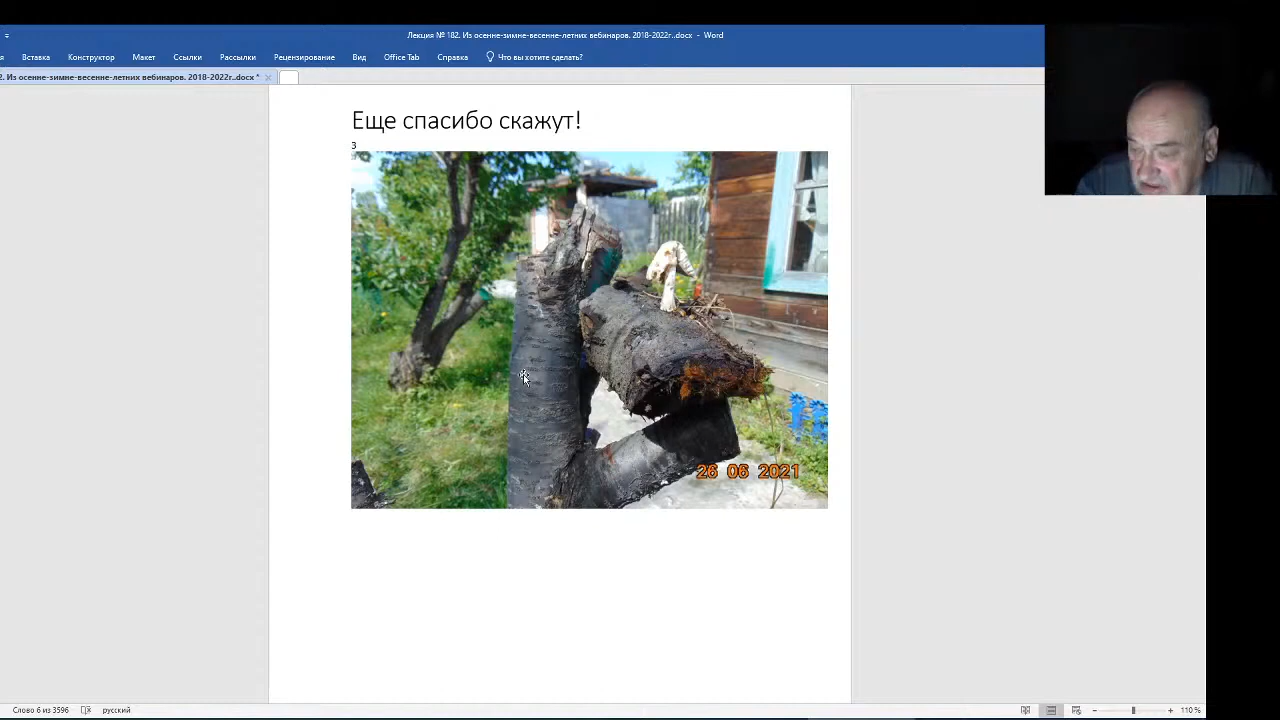 Лекция № 182. Из осенне-зимне-весенне-летних вебинаров. 2018-2022г..docx - Word
я Вставка Конструктор Макет Ссылки Рассылки Рецензирование Вид Office Tab Справка Что вы хотите сделать?
2. Из осенне-зимне-весенне-летних вебинаров. 2018-2022г..docx *
Еще спасибо скажут!
3
26 06 2021
Слово 6 из 3596 русский 110 %